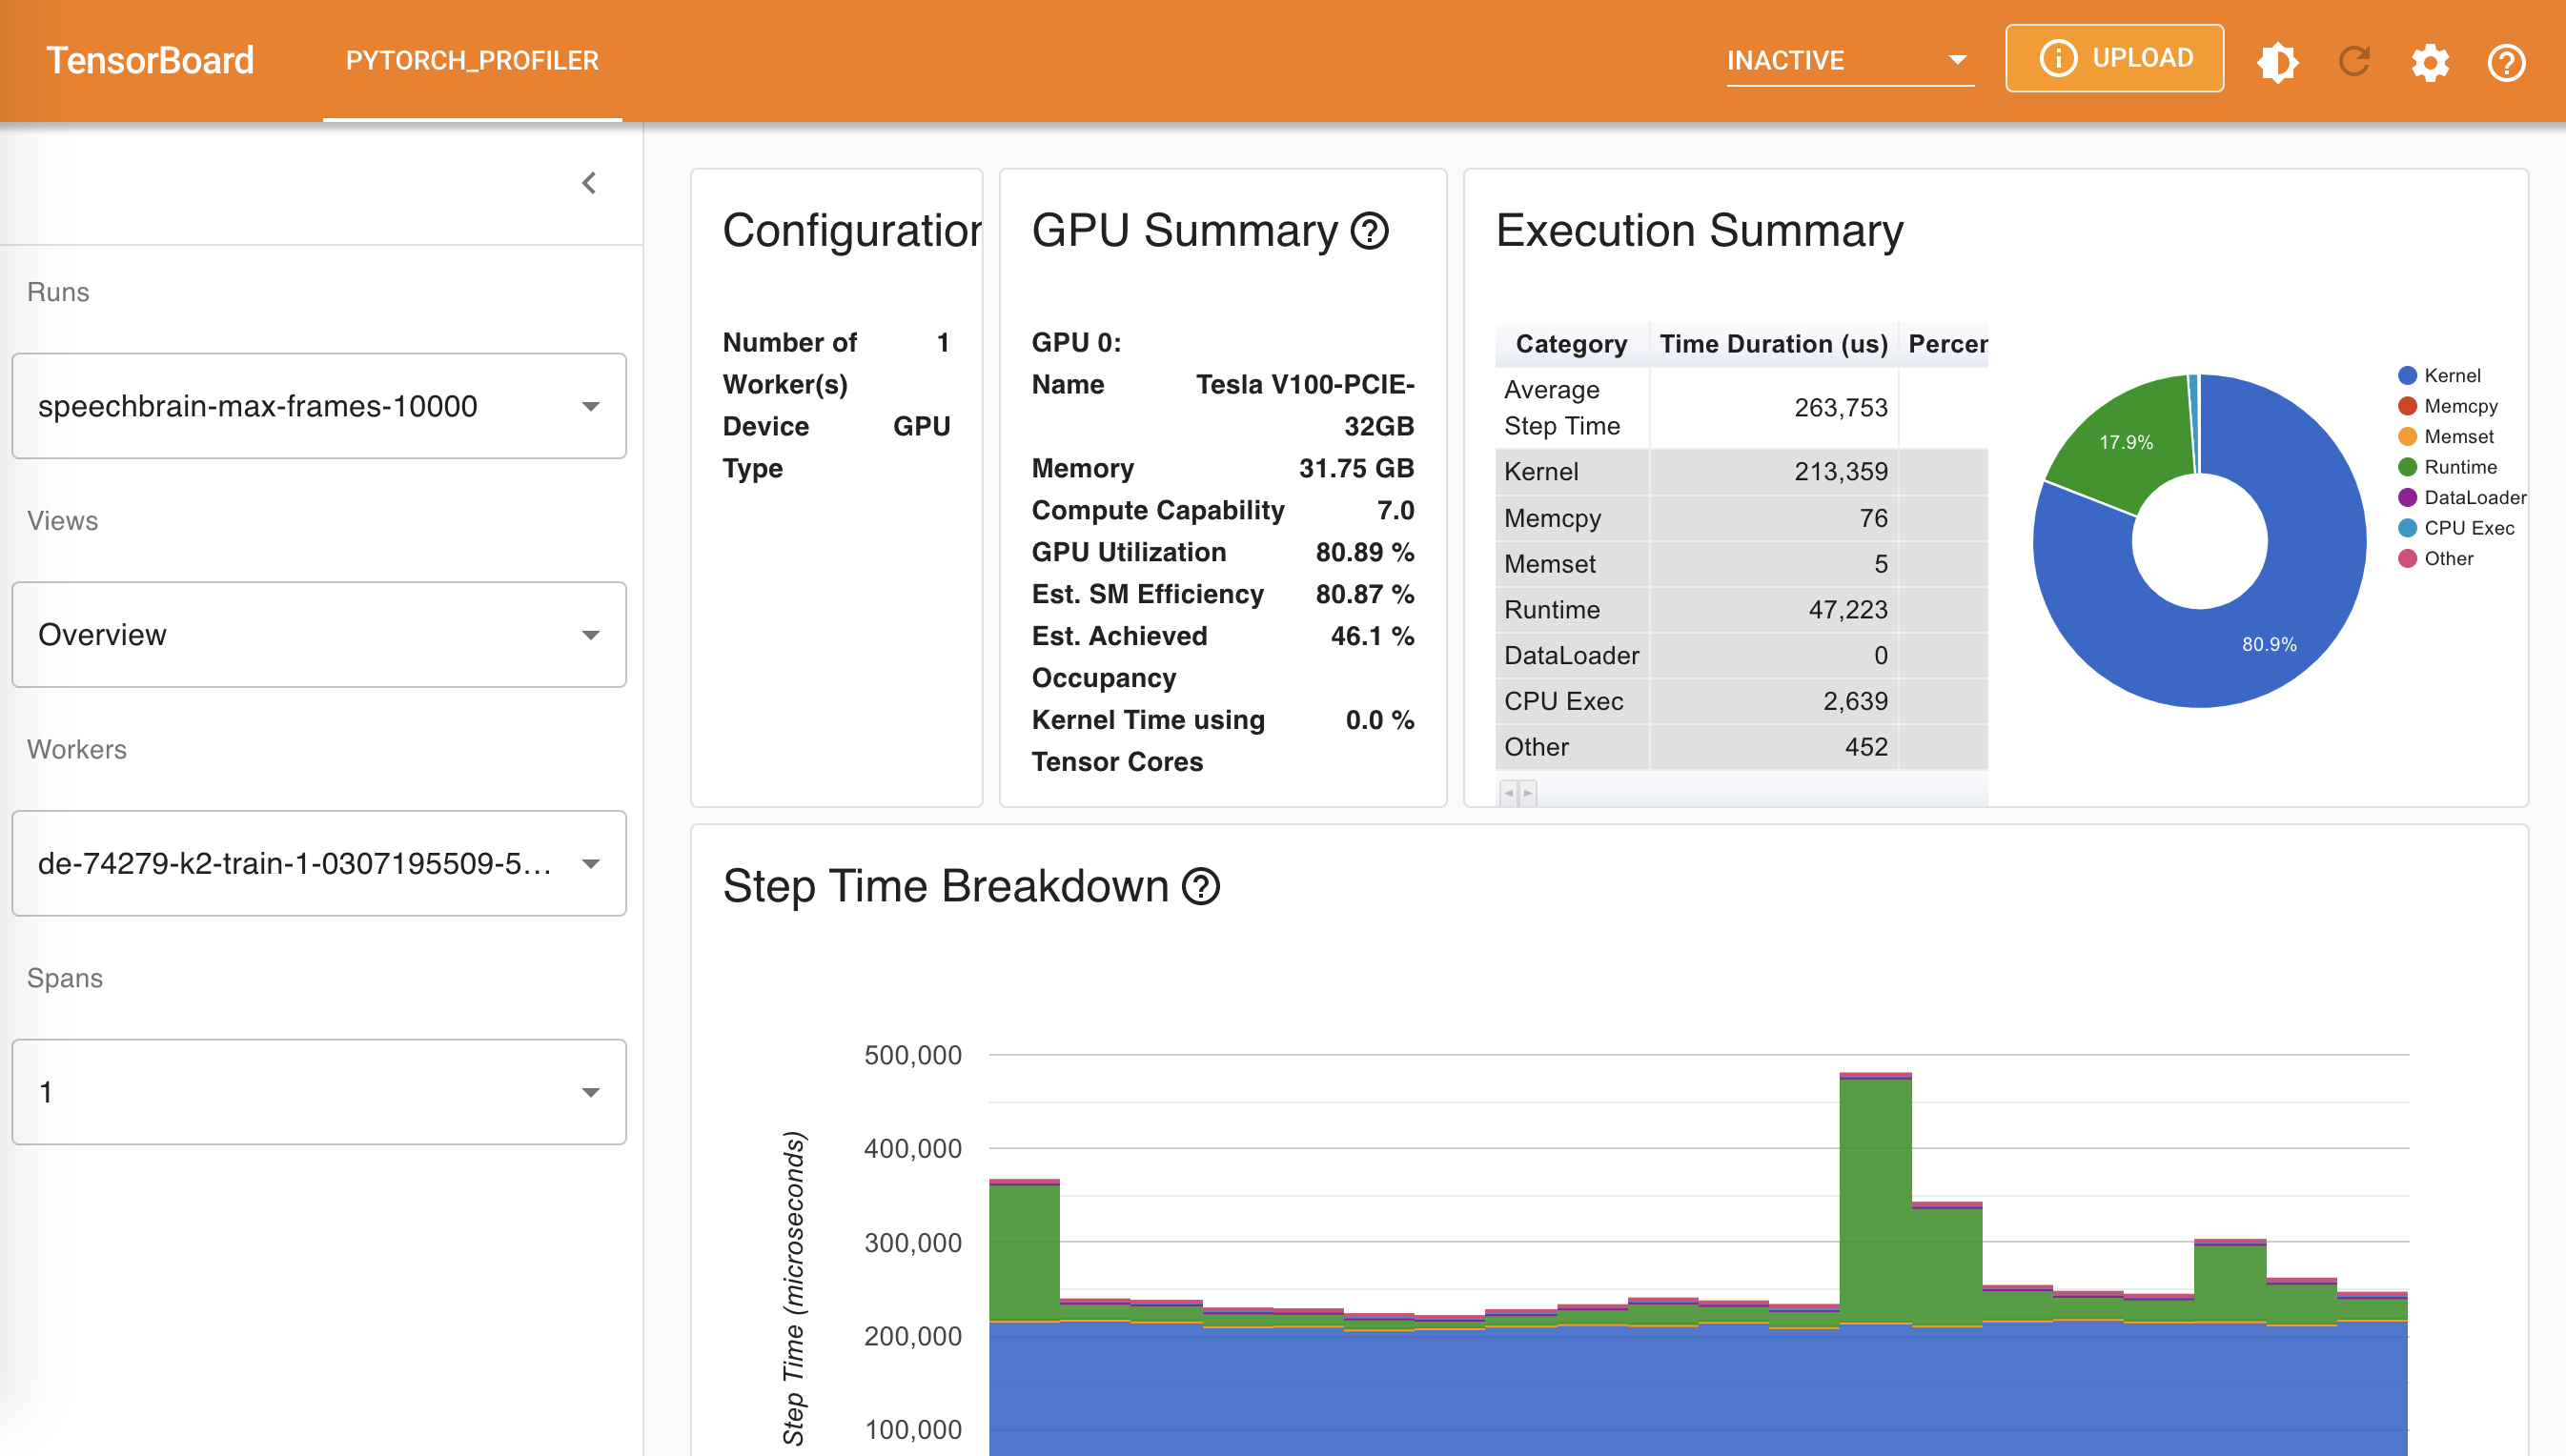 TensorBoard
PYTORCH_PROFILER
INACTIVE
UPLOAD
Runs
speechbrain-max-frames-10000
Views
Overview
Workers
de-74279-k2-train-1-0307195509-5...
Spans
1
Configuration
Number of Worker(s) 1
Device Type GPU
GPU Summary
GPU 0:
Name Tesla V100-PCIE-32GB
Memory 31.75 GB
Compute Capability 7.0
GPU Utilization 80.89 %
Est. SM Efficiency 80.87 %
Est. Achieved Occupancy 46.1 %
Kernel Time using Tensor Cores 0.0 %
Execution Summary
Category Time Duration (us) Percen
Average Step Time 263,753
Kernel 213,359
Memcpy 76
Memset 5
Runtime 47,223
DataLoader 0
CPU Exec 2,639
Other 452
17.9%
80.9%
Kernel
Memcpy
Memset
Runtime
DataLoader
CPU Exec
Other
Step Time Breakdown
Step Time (microseconds)
500,000
400,000
300,000
200,000
100,000